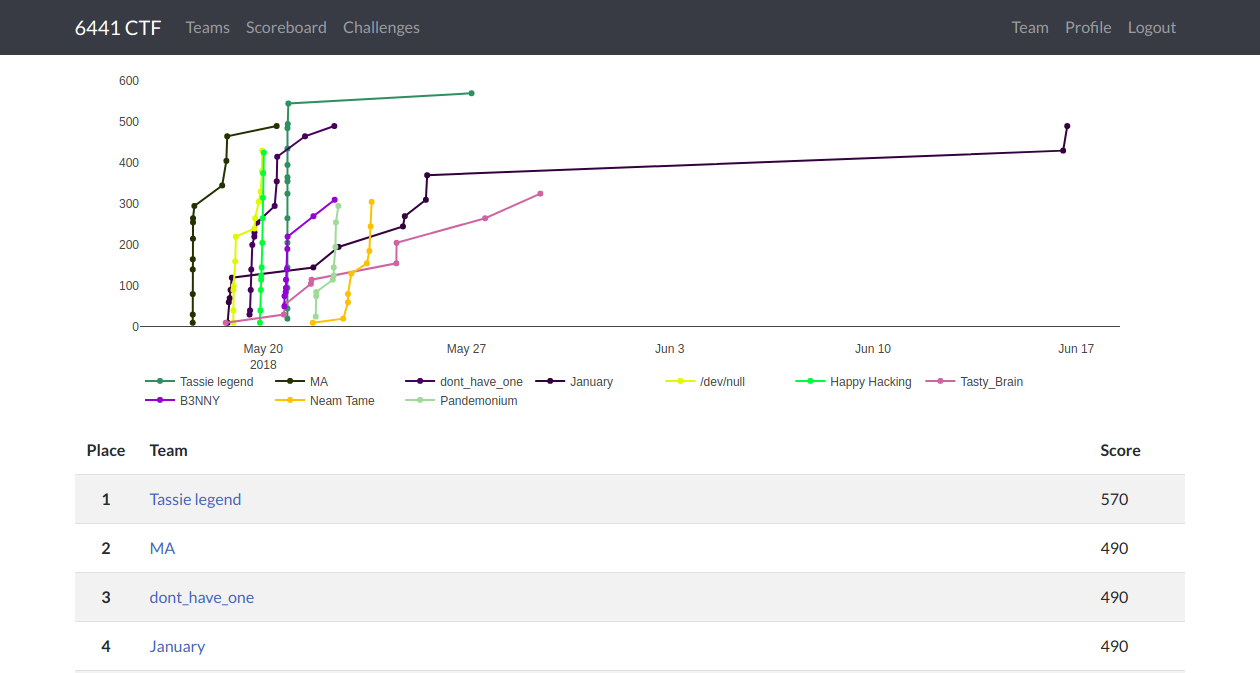 6441 CTF Teams Scoreboard Challenges Team Profile Logout
600
500
400
300
200
100
0
May 20 May 27 Jun 3 Jun 10 Jun 17
2018
Tassie legend MA dont_have_one January /dev/null Happy Hacking Tasty_Brain
B3NNY Neam Tame Pandemonium
Place Team Score
1 Tassie legend 570
2 MA 490
3 dont_have_one 490
4 January 490